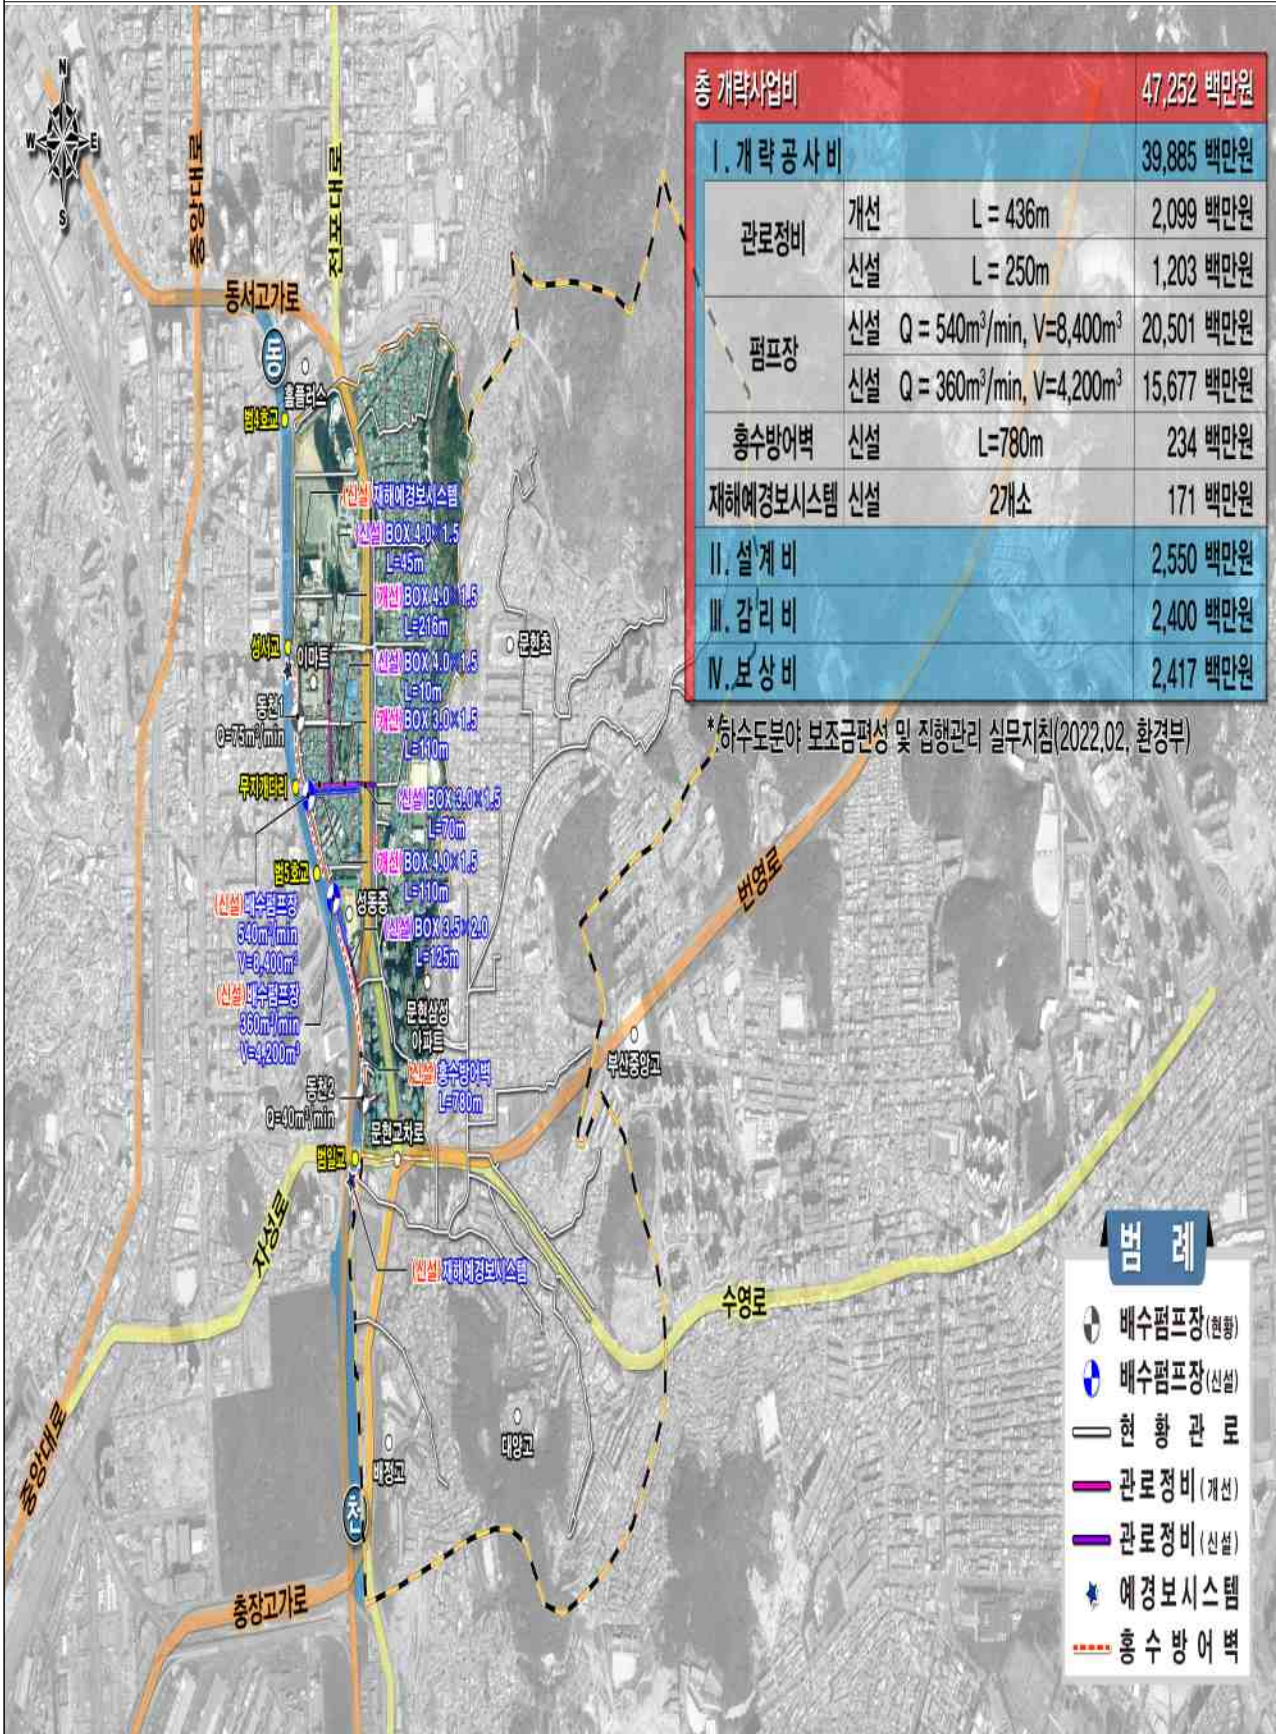 N
W E
S
총 개략사업비 47,252 백만원
Ⅰ. 개 략 공 사 비 39,885 백만원
관로정비 개선 L = 436m 2,099 백만원
신설 L = 250m 1,203 백만원
펌프장 신설 Q = 540m³/min, V=8,400m³ 20,501 백만원
신설 Q = 360m³/min, V=4,200m³ 15,677 백만원
홍수방어벽 신설 L=780m 234 백만원
재해예경보시스템 신설 2개소 171 백만원
Ⅱ. 설 계 비 2,550 백만원
Ⅲ. 감 리 비 2,400 백만원
Ⅳ. 보 상 비 2,417 백만원
*하수도분야 보조금편성 및 집행관리 실무지침(2022.02, 환경부)
중앙대로
전포대로
동서고가로
동
홈플러스
범4호교
(신설)재해예경보시스템
(신설)BOX 4.0×1.5
L=45m
(개선)BOX 4.0×1.5
L=216m
성서교
이마트
문현초
(신설)BOX 4.0×1.5
L=10m
동천1
Q=75m³/min
(개선)BOX 3.0×1.5
L=110m
무지개다리
(신설)BOX 3.0×1.5
L=70m
범5호교
(개선)BOX 4.0×1.5
L=110m
(신설)배수펌프장
540m³/min
V=8,400m³
성동중
(신설)BOX 3.5×2.0
L=125m
(신설)배수펌프장
360m³/min
V=4,200m³
문현삼성
아파트
번영로
부산중앙고
(신설)홍수방어벽
L=780m
동천2
Q=40m³/min
문현교차로
범일교
자성로
(신설)재해예경보시스템
수영로
중앙대로
배정고
대양고
천
충장고가로
범 례
배수펌프장(현황)
배수펌프장(신설)
현 황 관 로
관로정비(개선)
관로정비(신설)
예경보시스템
홍수방어벽